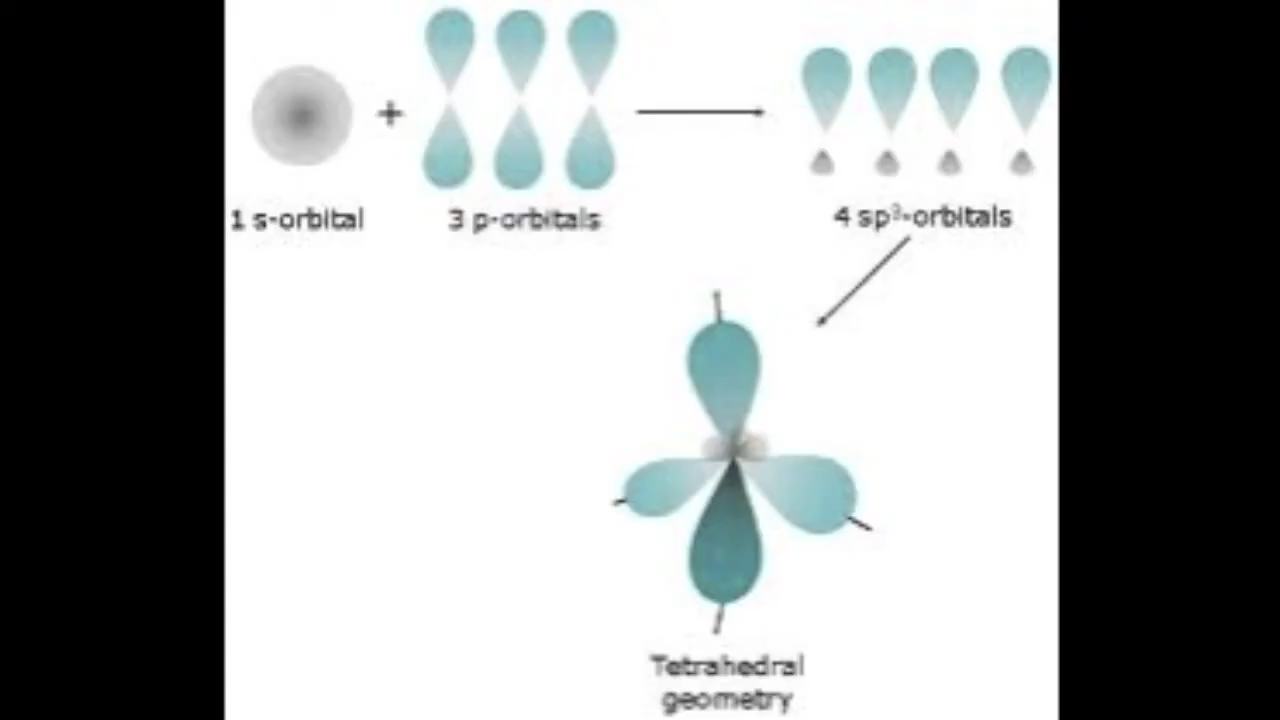 +
1 s-orbital
3 p-orbitals
4 sp³-orbitals
Tetrahedral
geometry